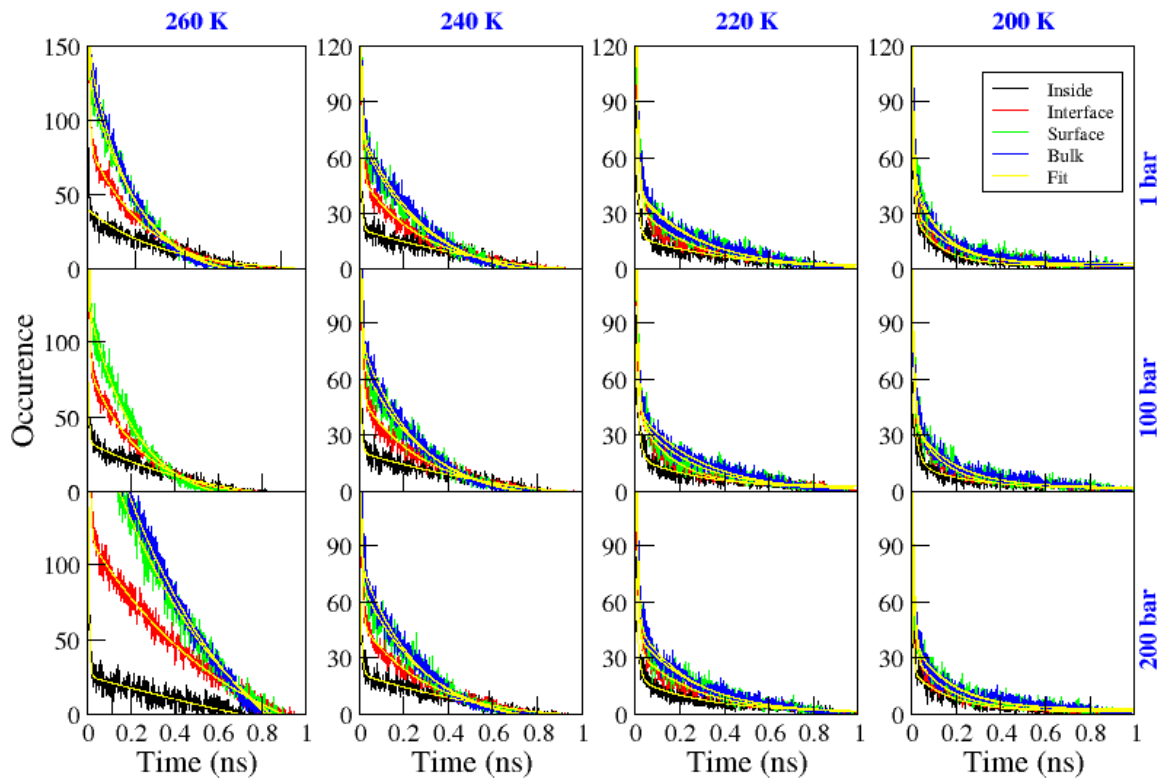 260 K 240 K 220 K 200 K
150 120 120 120
100 90 90 90
50 60 60 60
0 30 30 30
0 0 0
Inside
Interface
Surface
Bulk
Fit
1 bar
100 90 90 90
50 60 60 60
0 30 30 30
0 0 0
100 bar
Occurence
100 90 90 90
50 60 60 60
0 30 30 30
0 0 0
200 bar
0 0.2 0.4 0.6 0.8 1 0 0.2 0.4 0.6 0.8 1 0 0.2 0.4 0.6 0.8 1 0 0.2 0.4 0.6 0.8 1
Time (ns) Time (ns) Time (ns) Time (ns)